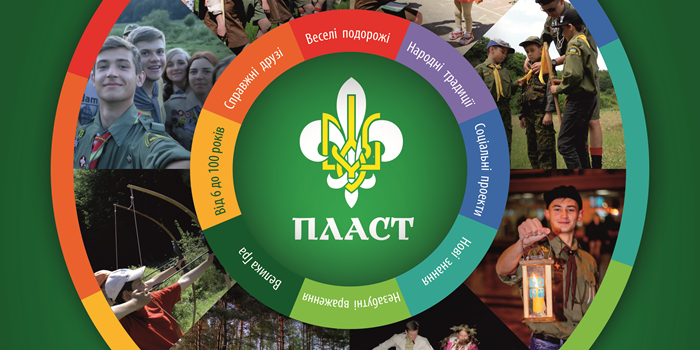 Веселі подорожі
Народні традиції
Соціальні проекти
Нові знання
Незабутні враження
Велика Гра
Від 6 до 100 років
Справжні друзі
ПЛАСТ